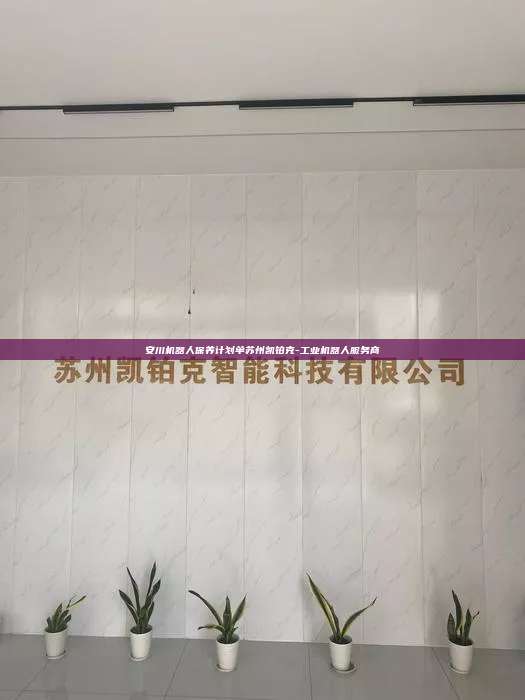 安川机器人保养计划单苏州凯铂克-工业机器人服务商
苏州凯铂克智能科技有限公司